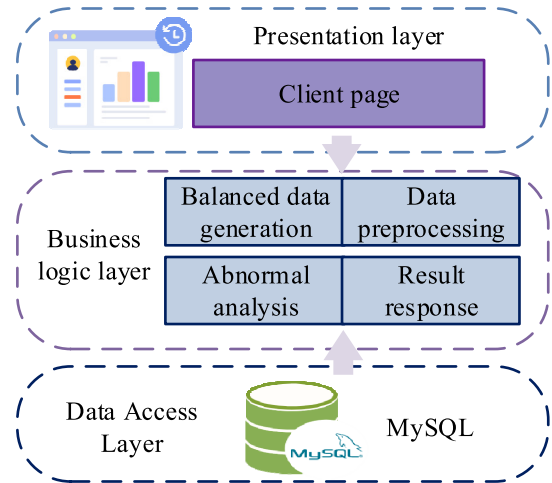 Presentation layer
Client page
Business
logic layer
Balanced data
generation
Data
preprocessing
Abnormal
analysis
Result
response
Data Access
Layer
MySQL
MySQL